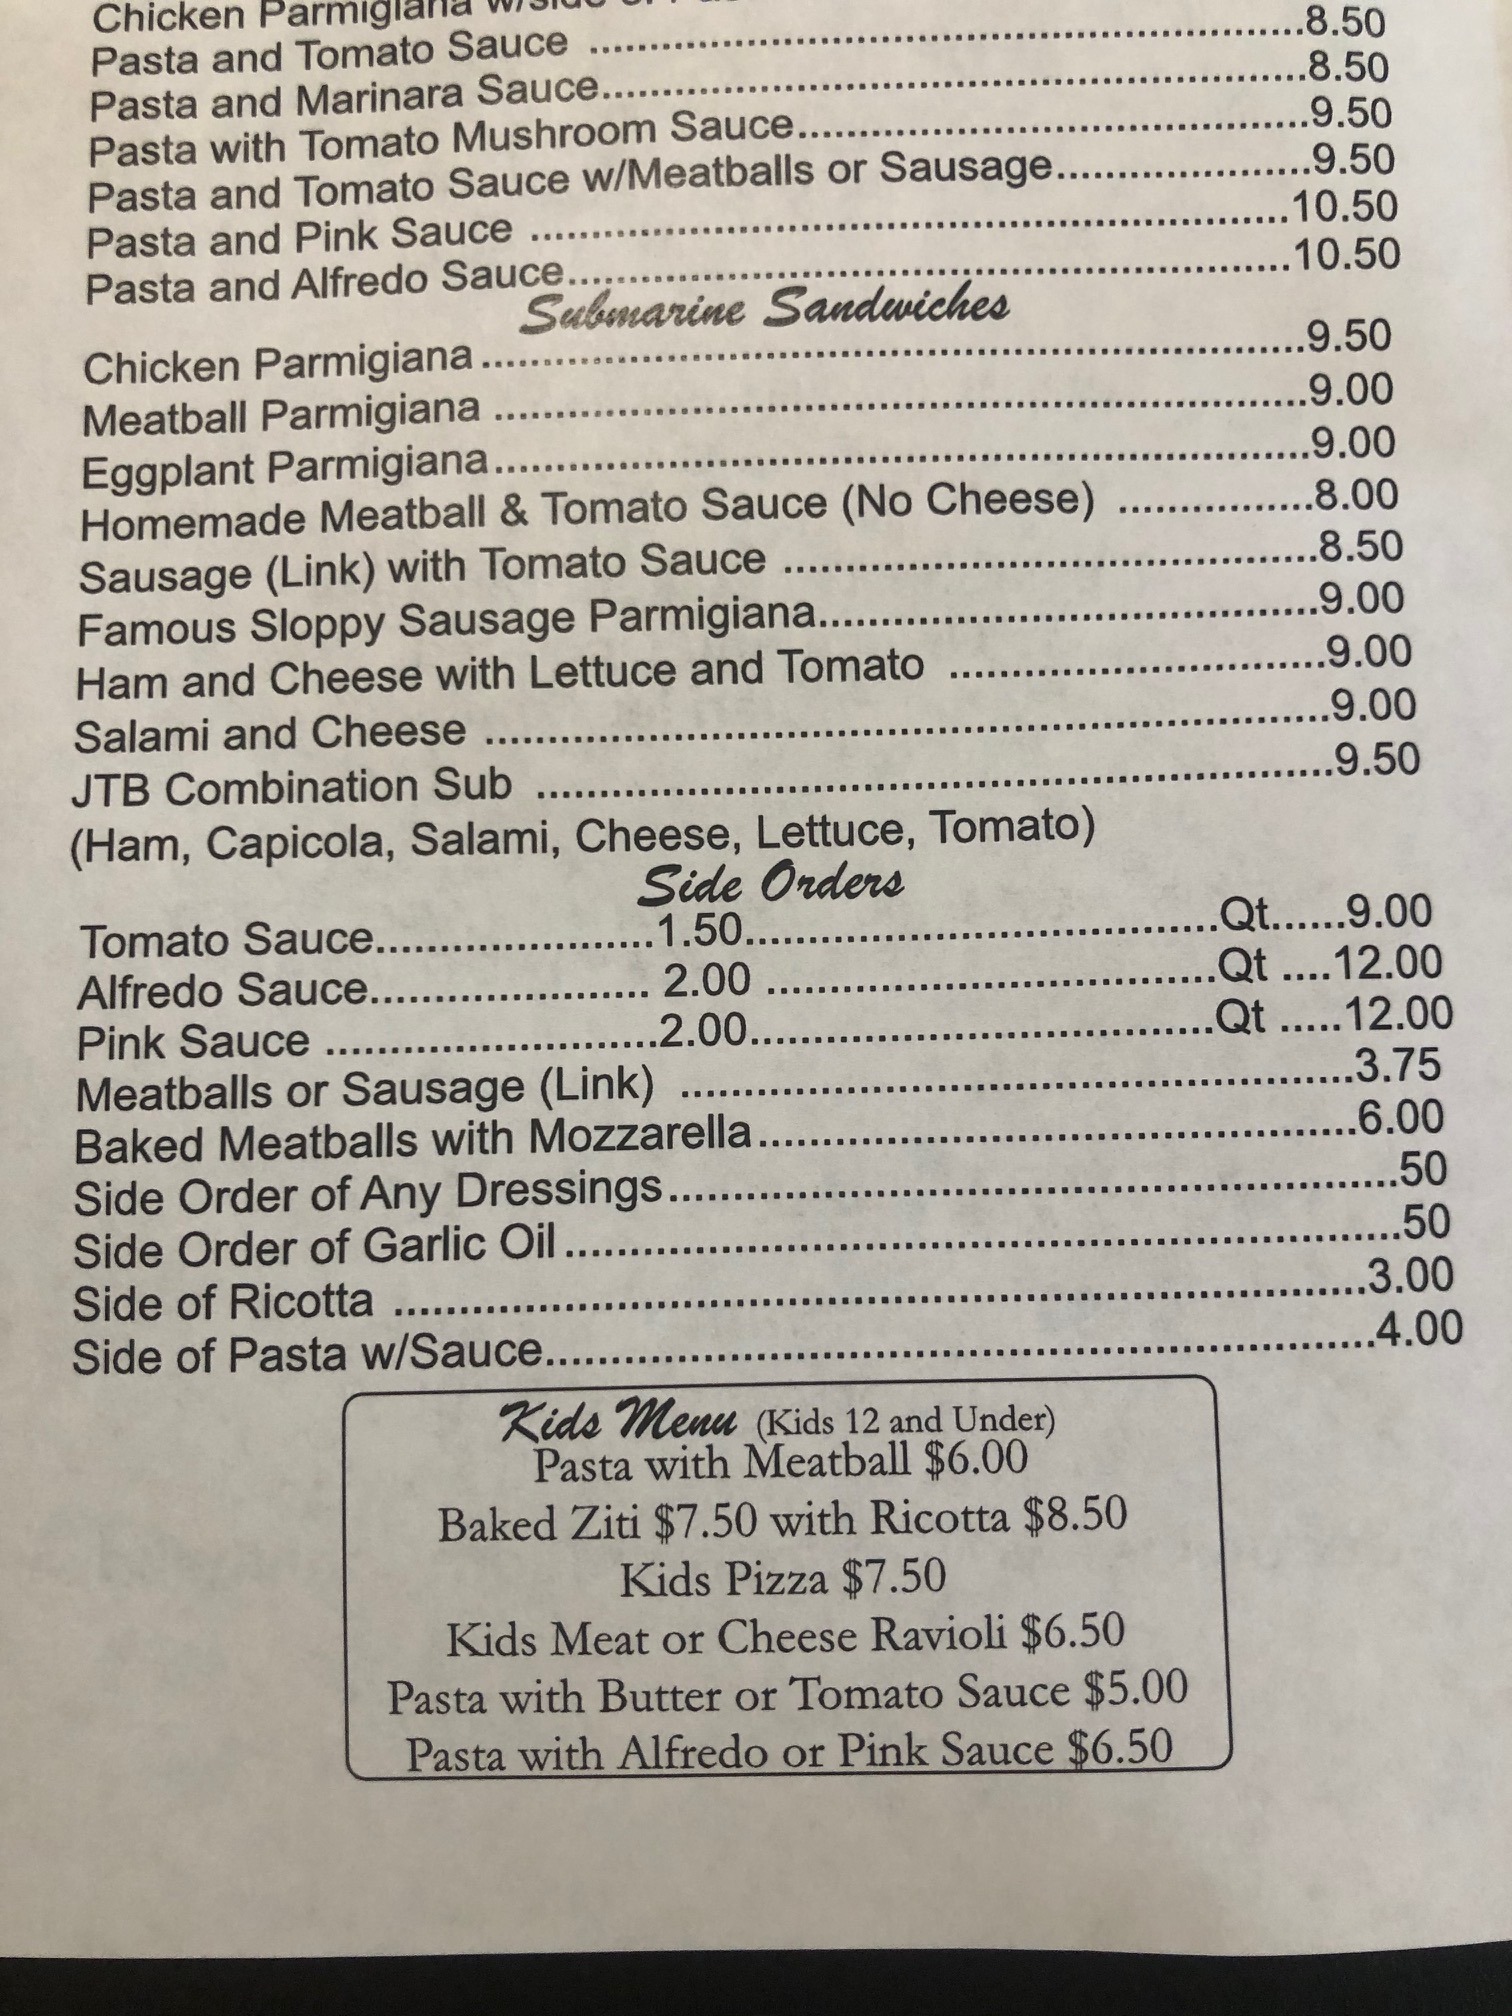 Chicken Parmigiana w/side
Pasta and Tomato Sauce ..........8.50
Pasta and Marinara Sauce..........8.50
Pasta with Tomato Mushroom Sauce..........9.50
Pasta and Tomato Sauce w/Meatballs or Sausage..........9.50
Pasta and Pink Sauce ..........10.50
Pasta and Alfredo Sauce..........10.50
Submarine Sandwiches
Chicken Parmigiana ..........9.50
Meatball Parmigiana ..........9.00
Eggplant Parmigiana..........9.00
Homemade Meatball & Tomato Sauce (No Cheese) ..........8.00
Sausage (Link) with Tomato Sauce ..........8.50
Famous Sloppy Sausage Parmigiana..........9.00
Ham and Cheese with Lettuce and Tomato ..........9.00
Salami and Cheese ..........9.00
JTB Combination Sub ..........9.50
(Ham, Capicola, Salami, Cheese, Lettuce, Tomato)
Side Orders
Tomato Sauce..........1.50..........Qt......9.00
Alfredo Sauce.......... 2.00 ..........Qt ....12.00
Pink Sauce ..........2.00..........Qt .....12.00
Meatballs or Sausage (Link) ..........3.75
Baked Meatballs with Mozzarella..........6.00
Side Order of Any Dressings...........50
Side Order of Garlic Oil ...........50
Side of Ricotta ..........3.00
Side of Pasta w/Sauce..........4.00
Kids Menu (Kids 12 and Under)
Pasta with Meatball $6.00
Baked Ziti $7.50 with Ricotta $8.50
Kids Pizza $7.50
Kids Meat or Cheese Ravioli $6.50
Pasta with Butter or Tomato Sauce $5.00
Pasta with Alfredo or Pink Sauce $6.50